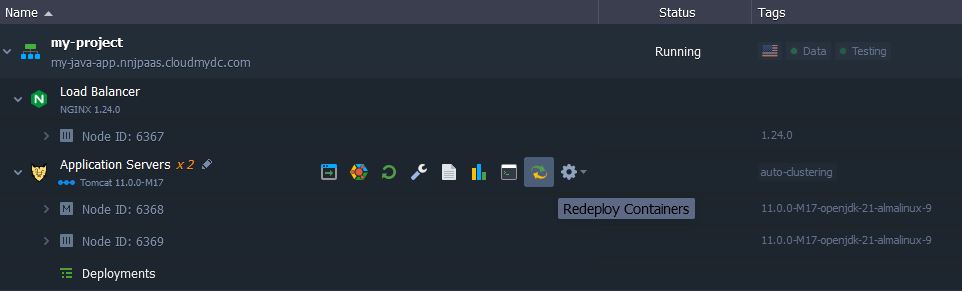 Name Status Tags
my-project
my-java-app.nnjpaas.cloudmydc.com
Running
Data Testing
Load Balancer
NGINX 1.24.0
Node ID: 6367 1.24.0
Application Servers x 2
Tomcat 11.0.0-M17
auto-clustering
Redeploy Containers
M Node ID: 6368 11.0.0-M17-openjdk-21-almalinux-9
Node ID: 6369 11.0.0-M17-openjdk-21-almalinux-9
Deployments